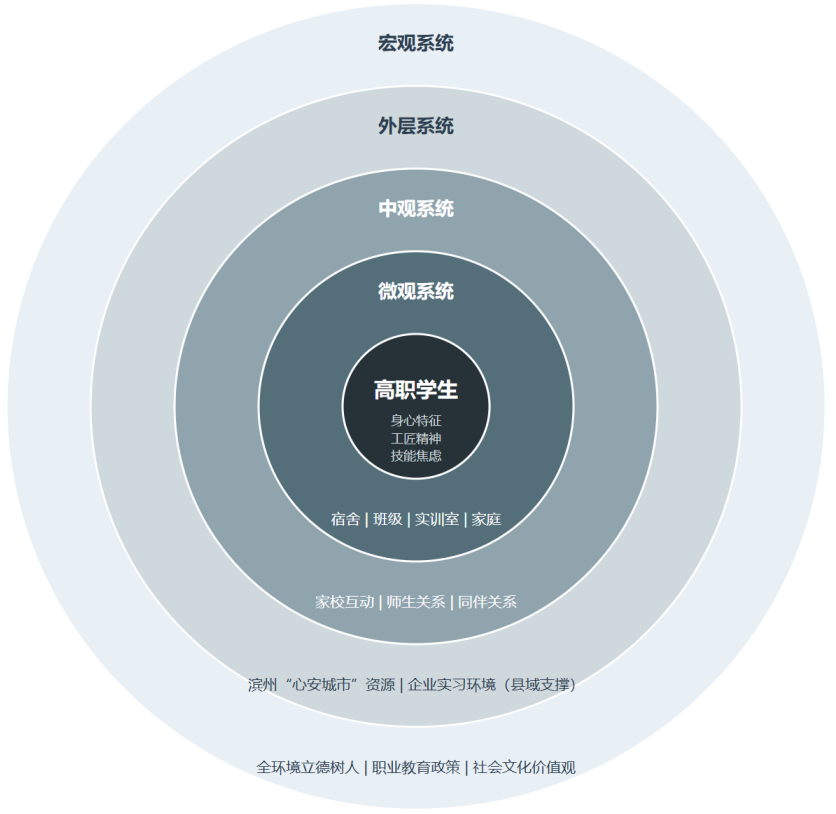 宏观系统
外层系统
中观系统
微观系统
高职学生
身心特征
工匠精神
技能焦虑
宿舍 | 班级 | 实训室 | 家庭
家校互动 | 师生关系 | 同伴关系
滨州“心安城市”资源 | 企业实习环境（县域支撑）
全环境立德树人 | 职业教育政策 | 社会文化价值观